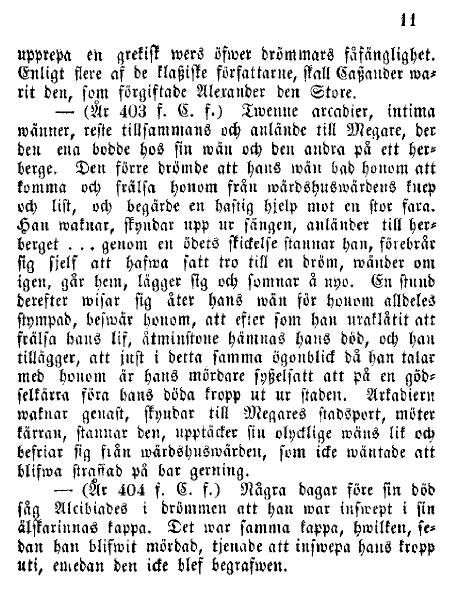 11
upprepa en grekisk wers öfwer drömmars fåfänglighet.
Enligt flere af de klaßiske författarne, skall Caßander wa-
rit den, som förgiftade Alexander den Store.
— (År 403 f. C. f.) Twenne arcadier, intima
wänner, reste tillsammans och anlände till Megare, der
den ena bodde hos sin wän och den andra på ett her-
berge. Den förre drömde att hans wän bad honom att
komma och frälsa honom från wärdshuswärdens knep
och list, och begärde en hastig hjelp mot en stor fara.
Han waknar, skyndar upp ur sängen, anländer till her-
berget . . . genom en ödets skickelse stannar han, förebrår
sig sjelf att hafwa satt tro till en dröm, wänder om
igen, går hem, lägger sig och somnar å nyo. En stund
derefter wisar sig åter hans wän för honom alldeles
stympad, beswär honom, att efter som han uraklåtit att
frälsa hans lif, åtminstone hämnas hans död, och han
tillägger, att just i detta samma ögonblick då han talar
med honom är hans mördare syßelsatt att på en göd-
selkärra föra hans döda kropp ut ur staden. Arkadiern
waknar genast, skyndar till Megares stadsport, möter
kärran, stannar den, upptäcker sin olycklige wäns lik och
befriar sig från wärdshuswärden, som icke wäntade att
blifwa straffad på bar gerning.
— (År 404 f. C. f.) Några dagar före sin död
såg Alcibiades i drömmen att han war inswept i sin
älskarinnas kappa. Det war samma kappa, hwilken, se-
dan han blifwit mördad, tjenade att inswepa hans kropp
uti, emedan den icke blef begrafwen.